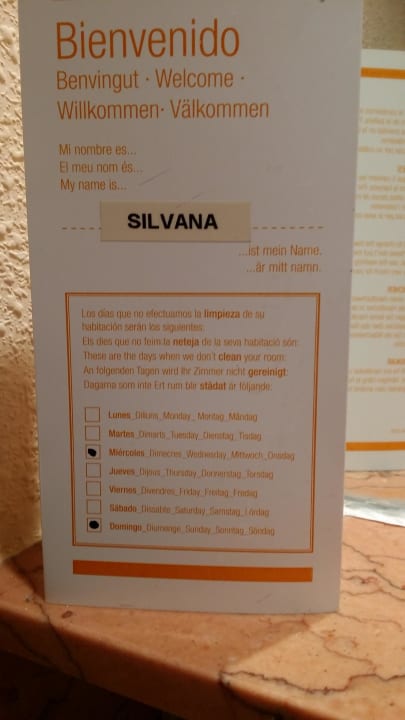 Bienvenido
Benvingut · Welcome ·
Willkommen· Välkommen
Mi nombre es...
El meu nom és...
My name is...
SILVANA
...ist mein Name.
...är mitt namn.
Los días que no efectuamos la limpieza de su
habitación serán los siguientes:
Els dies que no feim la neteja de la seva habitació són:
These are the days when we don't clean your room:
An folgenden Tagen wird Ihr Zimmer nicht gereinigt:
Dagarna som inte Ert rum blir städat är följande:
Lunes_Dilluns_Monday_ Montag_Måndag
Martes_Dimarts_Tuesday_Dienstag_Tisdag
Miércoles_Dimecres_Wednesday_Mittwoch_Onsdag
Jueves_Dijous_Thursday_Donnerstag_Torsdag
Viernes_Divendres_Friday_Freitag_Fredag
Sábado_Dissabte_Saturday_Samstag_Lördag
Domingo_Diumenge_Sunday_Sonntag_Söndag